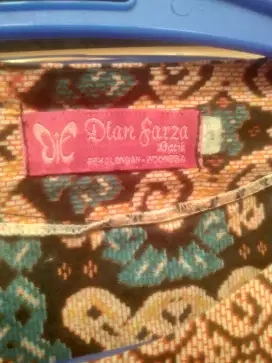 Dian Farza
Batik
PEKALONGAN - INDONESIA